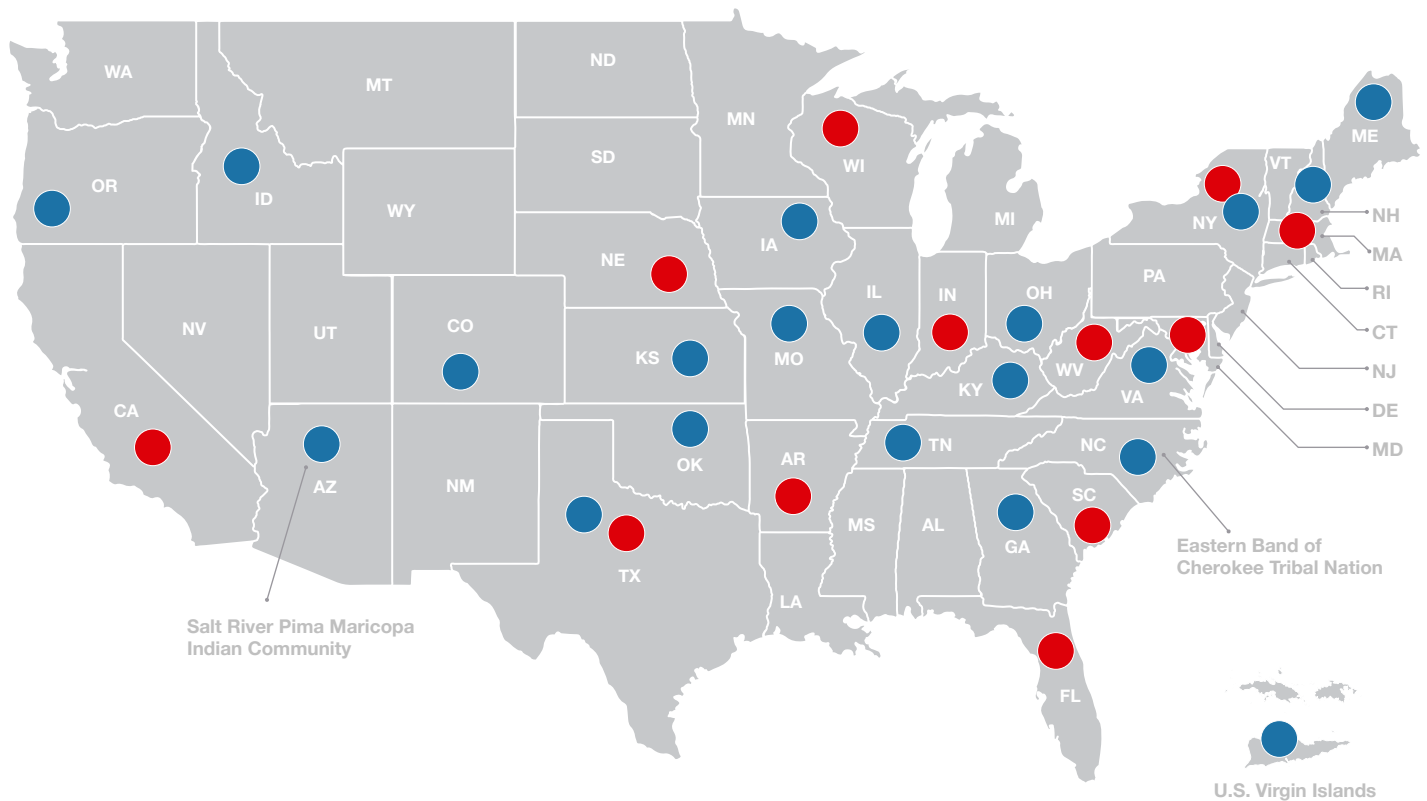 WA
MT
ND
MN
OR
ID
WY
SD
WI
MI
VT
ME
NY
NH
MA
RI
CT
NJ
DE
MD
NE
IA
PA
NV
UT
CO
KS
MO
IL
IN
OH
WV
VA
KY
CA
AZ
NM
OK
AR
TN
NC
SC
TX
LA
MS
AL
GA
FL
Salt River Pima Maricopa
Indian Community
Eastern Band of
Cherokee Tribal Nation
U.S. Virgin Islands